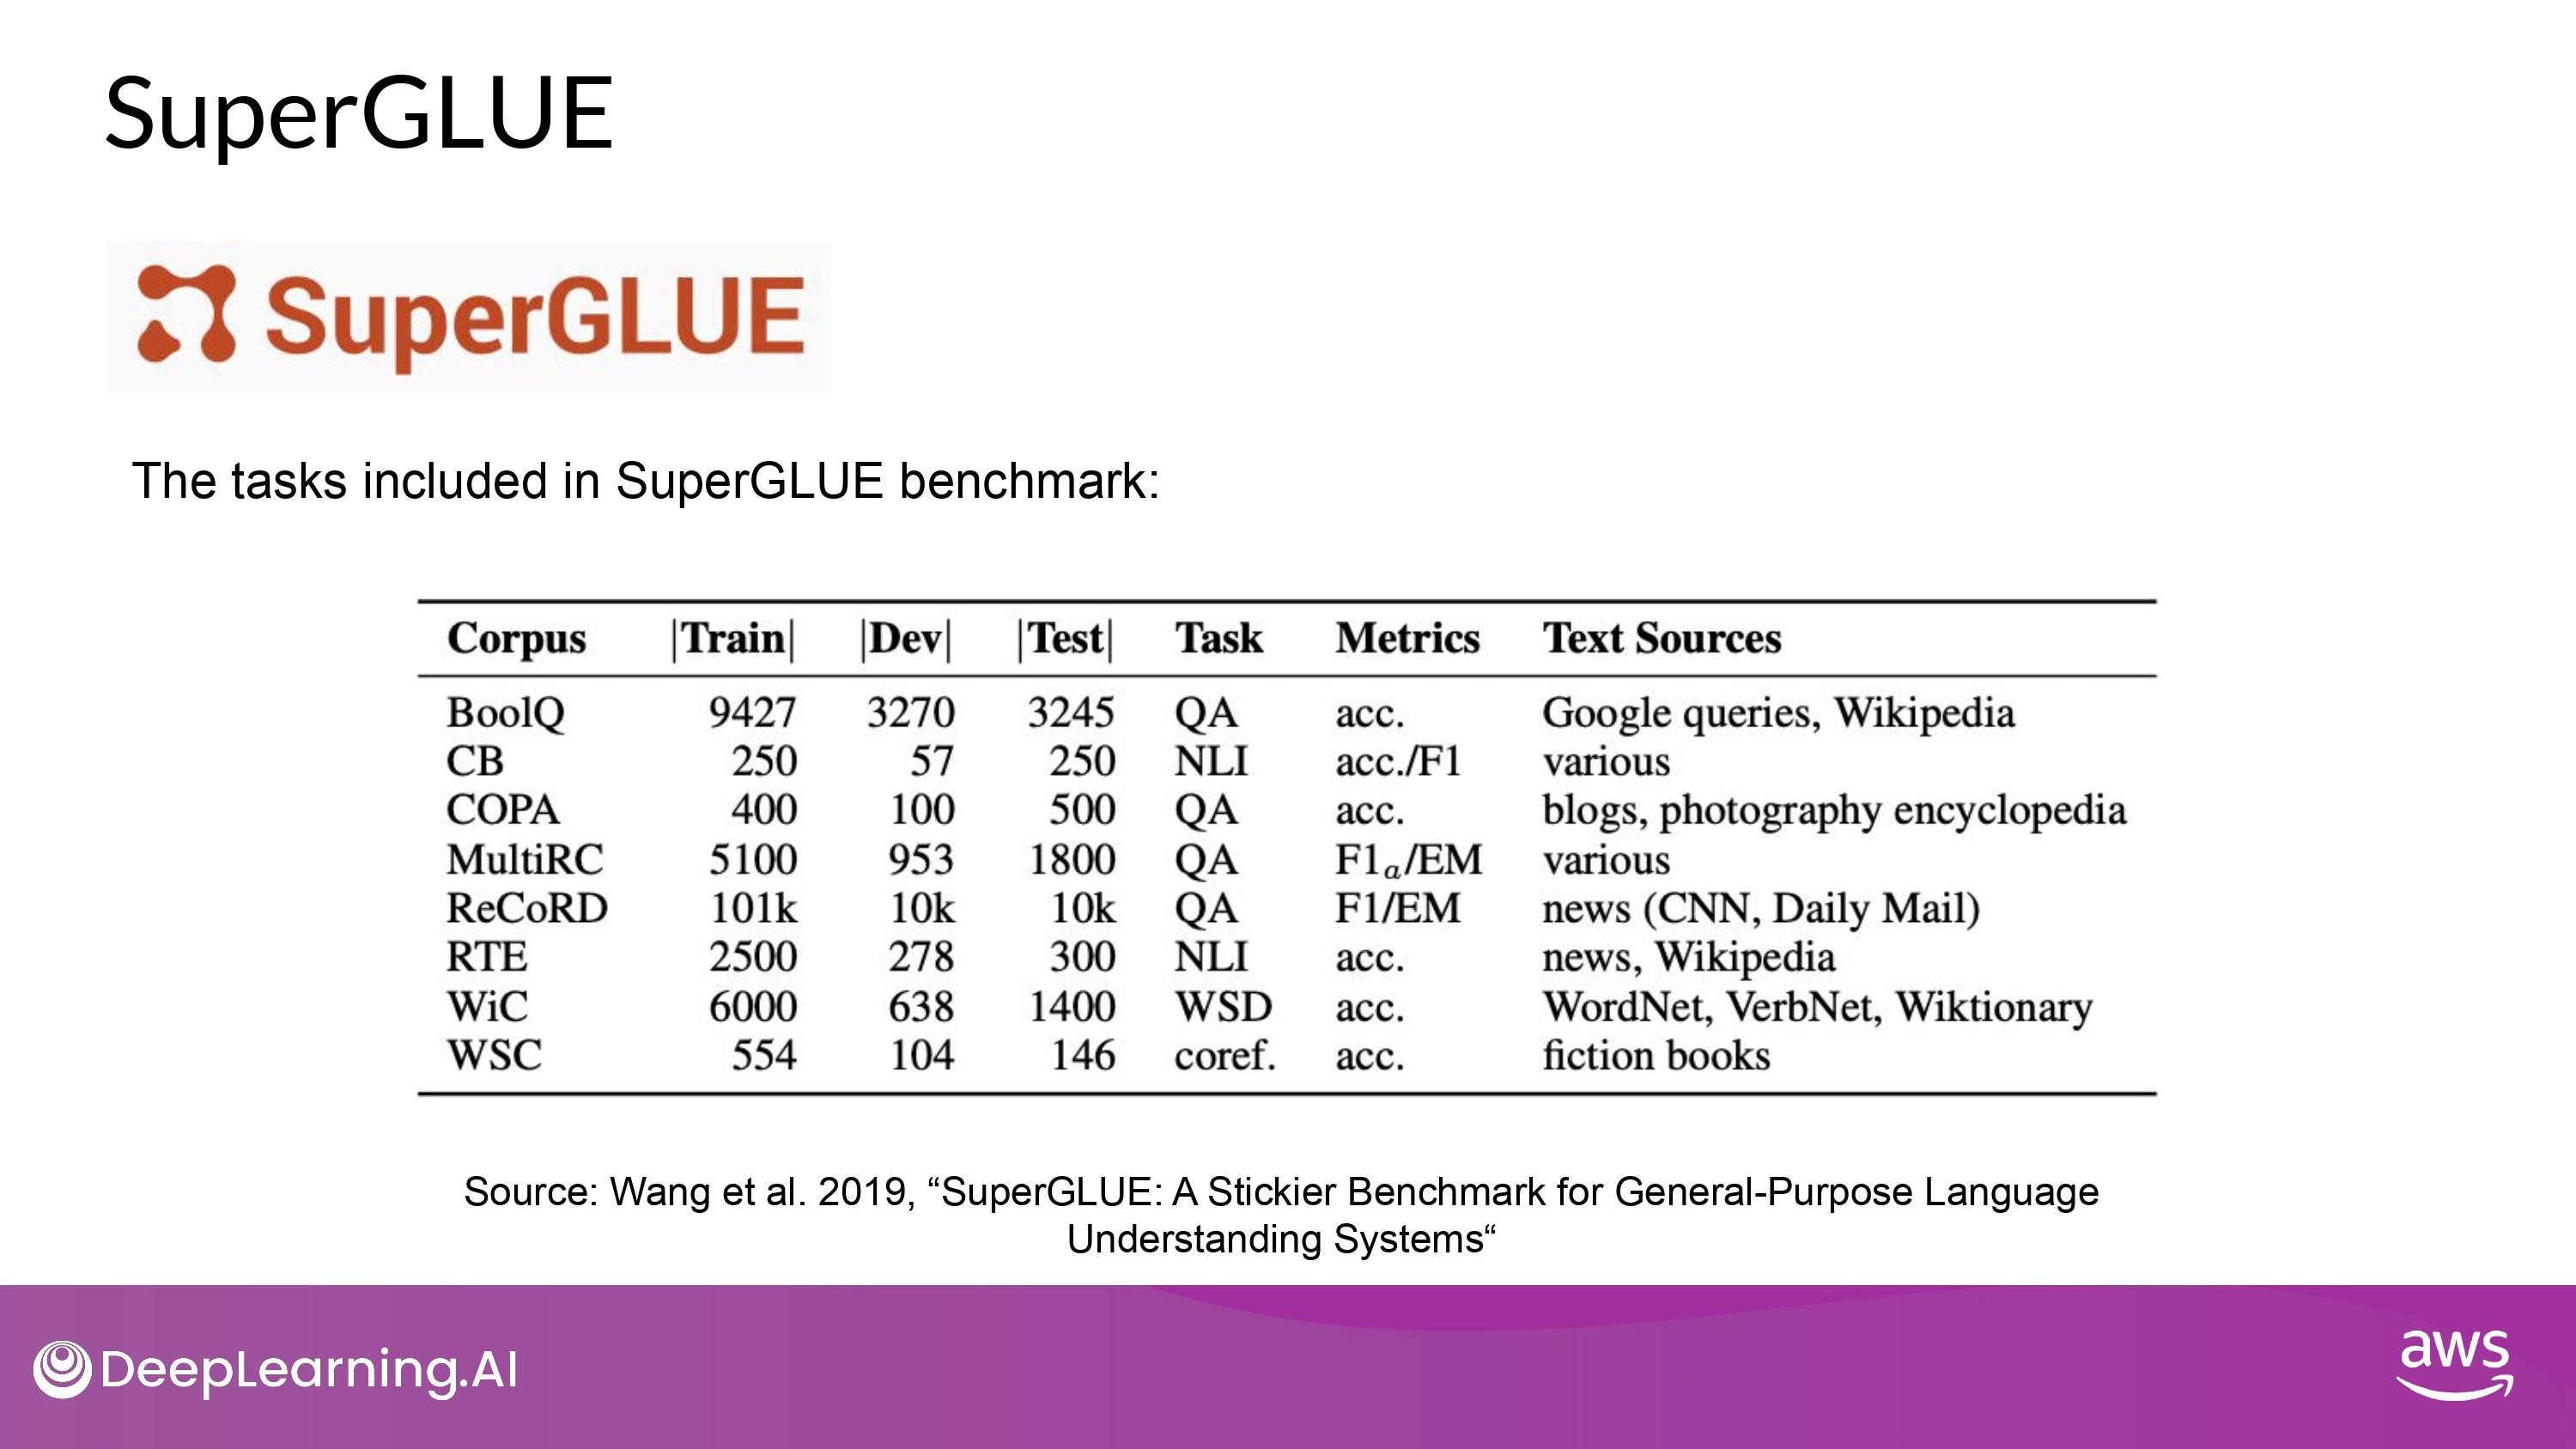 SuperGLUE
SuperGLUE
The tasks included in SuperGLUE benchmark:
Corpus |Train| |Dev| |Test| Task Metrics Text Sources
BoolQ 9427 3270 3245 QA acc. Google queries, Wikipedia
CB 250 57 250 NLI acc./F1 various
COPA 400 100 500 QA acc. blogs, photography encyclopedia
MultiRC 5100 953 1800 QA F1a/EM various
ReCoRD 101k 10k 10k QA F1/EM news (CNN, Daily Mail)
RTE 2500 278 300 NLI acc. news, Wikipedia
WiC 6000 638 1400 WSD acc. WordNet, VerbNet, Wiktionary
WSC 554 104 146 coref. acc. fiction books
Source: Wang et al. 2019, “SuperGLUE: A Stickier Benchmark for General-Purpose Language
Understanding Systems“
DeepLearning.AI
aws